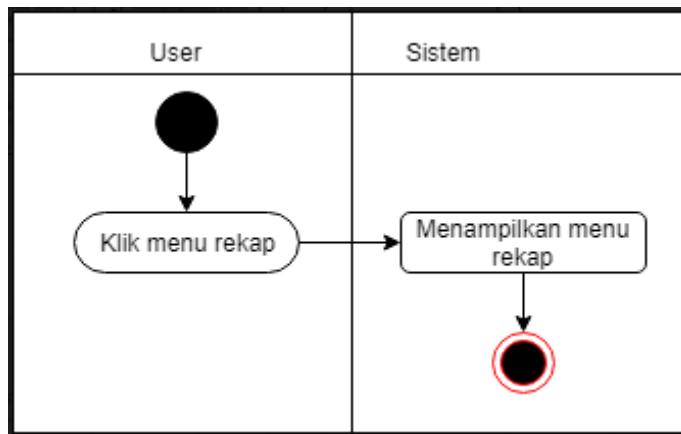 User
Sistem
Klik menu rekap
Menampilkan menu
rekap